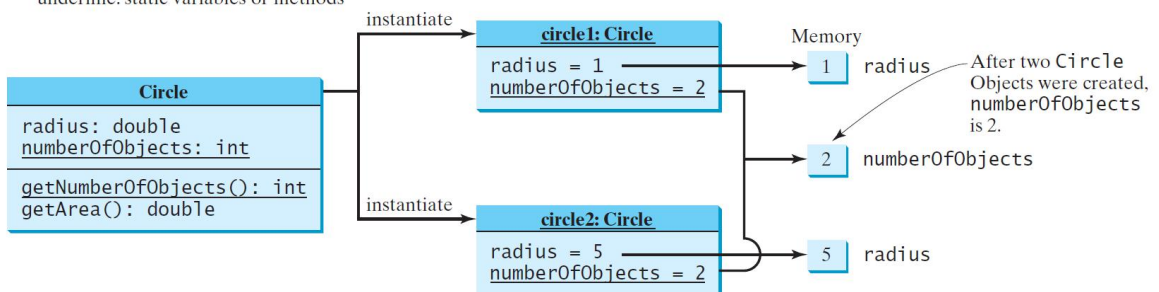 underline: static variables or methods
instantiate
circle1: Circle
radius = 1
numberOfObjects = 2
Memory
1 radius
After two Circle
Objects were created,
numberOfObjects
is 2.
Circle
radius: double
numberOfObjects: int
getNumberOfObjects(): int
getArea(): double
2 numberOfObjects
instantiate
circle2: Circle
radius = 5
numberOfObjects = 2
5 radius